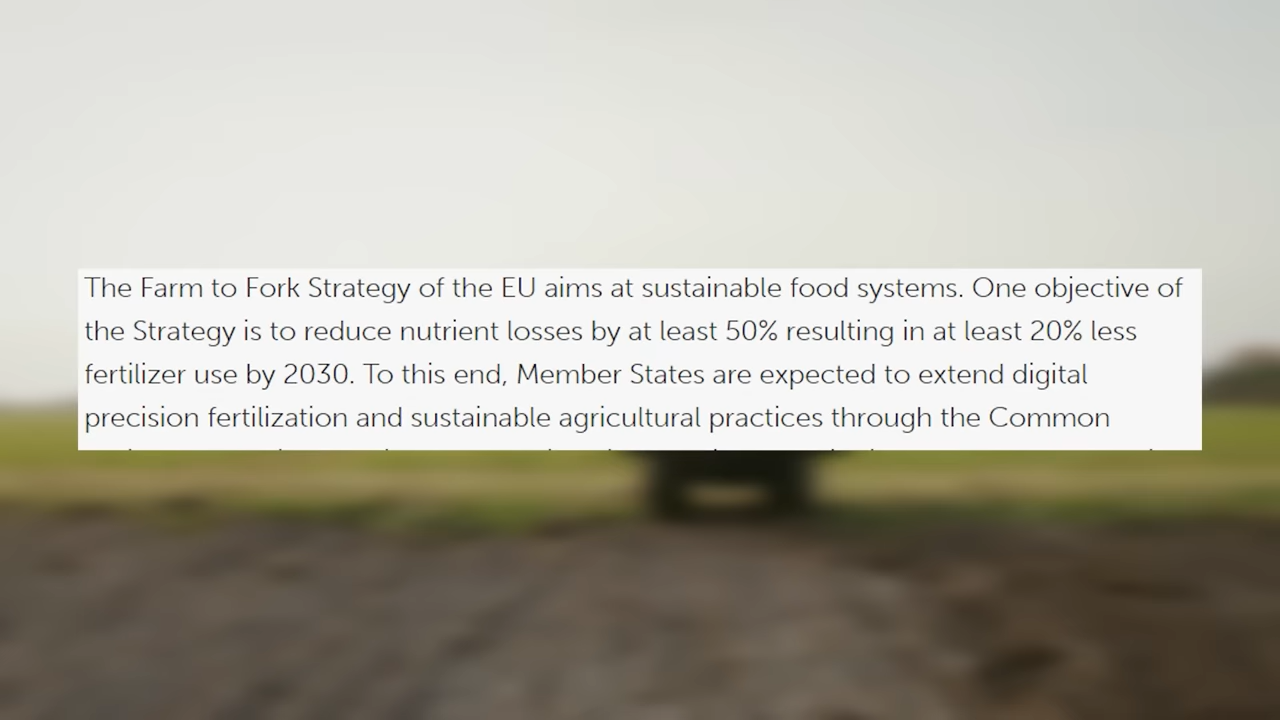 The Farm to Fork Strategy of the EU aims at sustainable food systems. One objective of
the Strategy is to reduce nutrient losses by at least 50% resulting in at least 20% less
fertilizer use by 2030. To this end, Member States are expected to extend digital
precision fertilization and sustainable agricultural practices through the Common